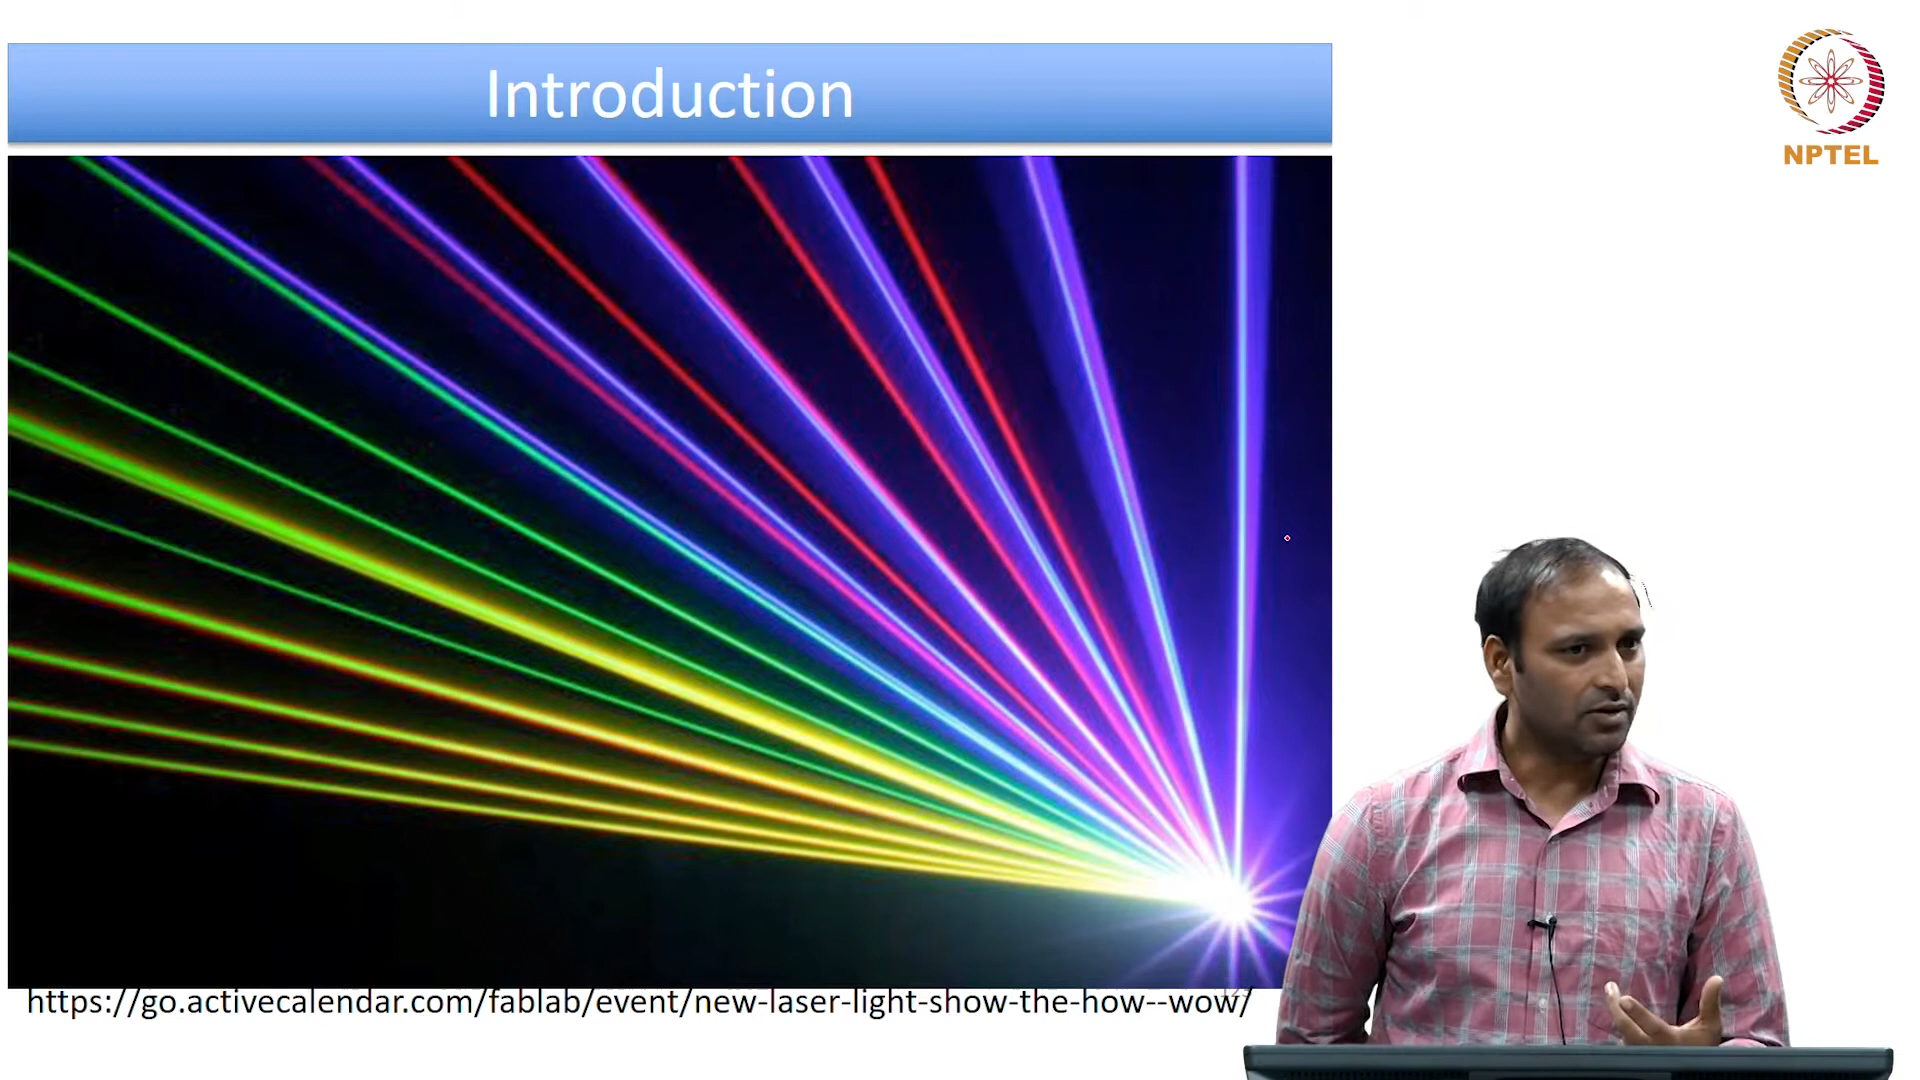 Introduction
NPTEL
https://go.activecalendar.com/fablab/event/new-laser-light-show-the-how--wow/